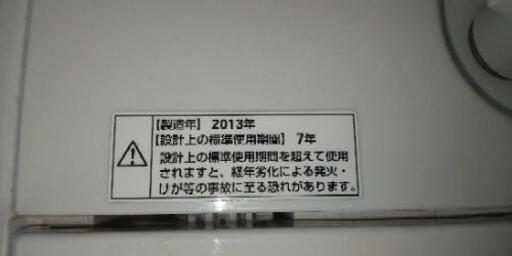 【製造年】 2013年
【設計上の標準使用期間】 7年
設計上の標準使用期間を超えて使用
されますと、経年劣化による発火・
けが等の事故に至る恐れがあります。